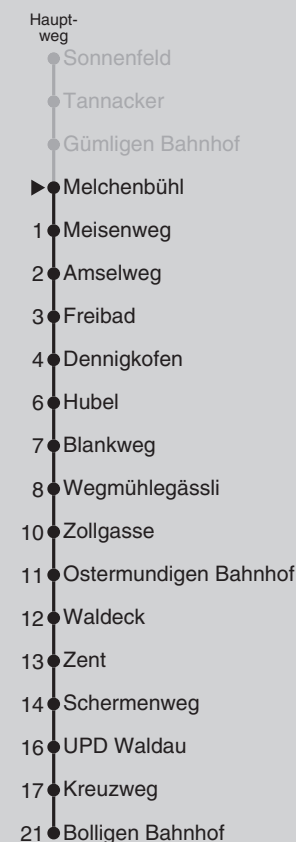 Haupt-
weg
Sonnenfeld
Tannacker
Gümligen Bahnhof
Melchenbühl
1 Meisenweg
2 Amselweg
3 Freibad
4 Dennigkofen
6 Hubel
7 Blankweg
8 Wegmühlegässli
10 Zollgasse
11 Ostermundigen Bahnhof
12 Waldeck
13 Zent
14 Schermenweg
16 UPD Waldau
17 Kreuzweg
21 Bolligen Bahnhof